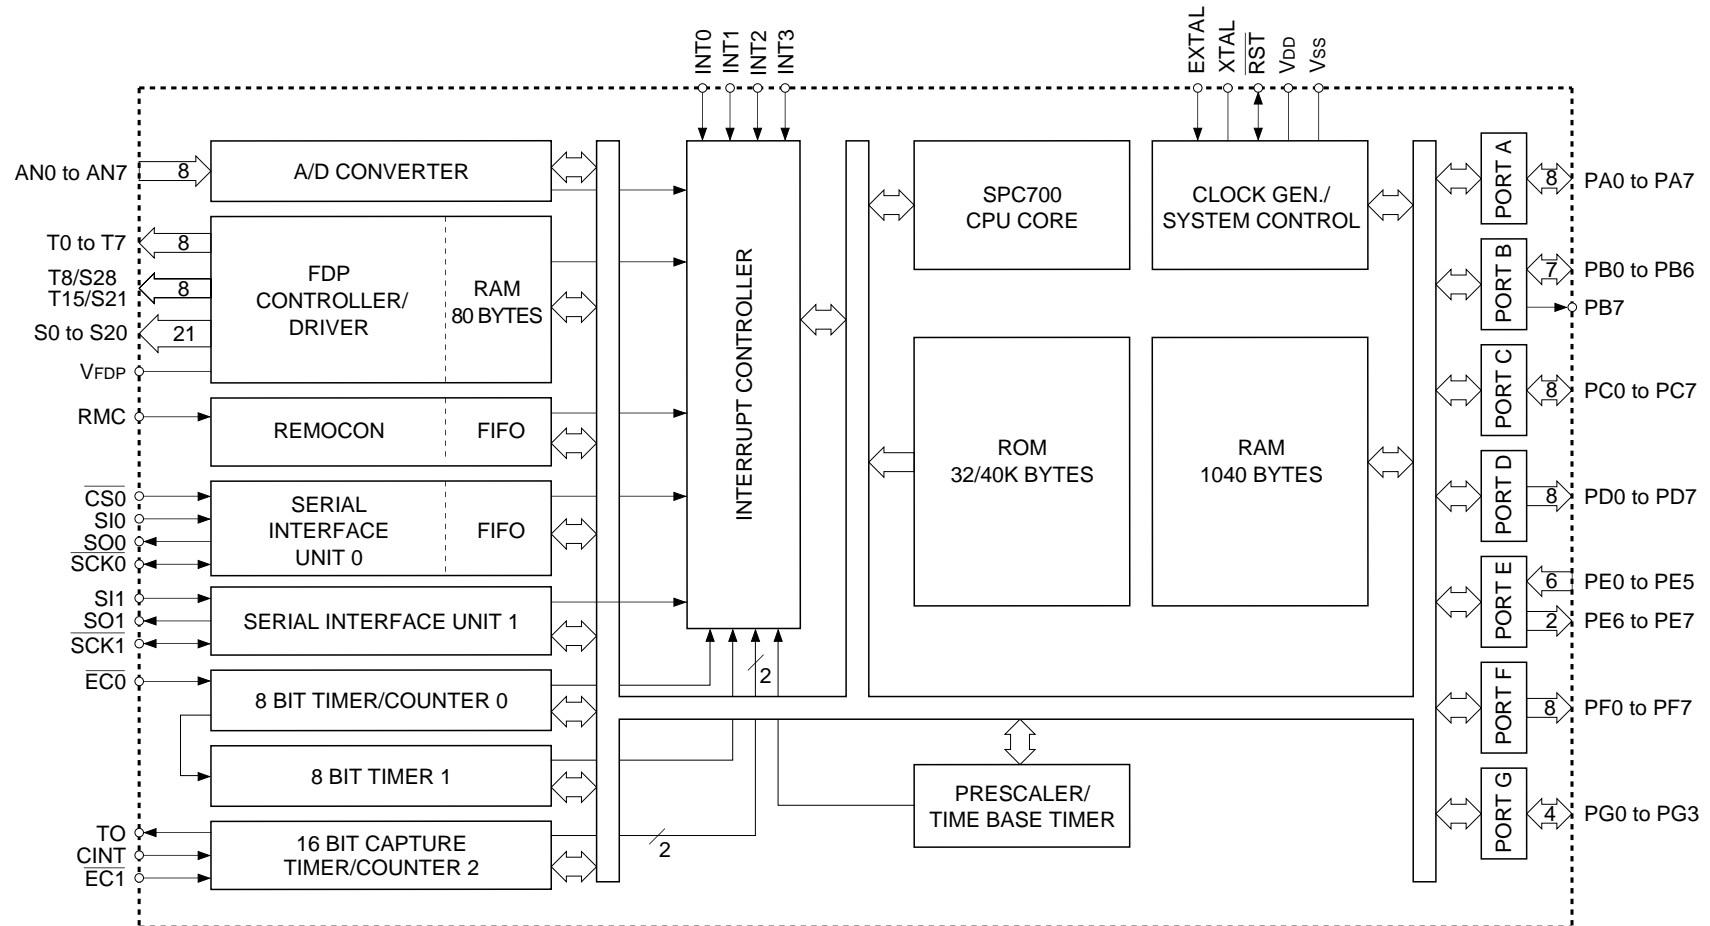 INT0
INT1
INT2
INT3
EXTAL
XTAL
RST
VDD
VSS
AN0 to AN7
8
A/D CONVERTER
T0 to T7
8
T8/S28
T15/S21
8
S0 to S20
21
VFDP
FDP
CONTROLLER/
DRIVER
RAM
80 BYTES
RMC
REMOCON
FIFO
CS0
SI0
SO0
SCK0
SERIAL
INTERFACE
UNIT 0
FIFO
SI1
SO1
SCK1
SERIAL INTERFACE UNIT 1
EC0
8 BIT TIMER/COUNTER 0
8 BIT TIMER 1
TO
CINT
EC1
16 BIT CAPTURE
TIMER/COUNTER 2
2
2
INTERRUPT CONTROLLER
SPC700
CPU CORE
CLOCK GEN./
SYSTEM CONTROL
ROM
32/40K BYTES
RAM
1040 BYTES
PRESCALER/
TIME BASE TIMER
PORT A
8
PA0 to PA7
PORT B
7
PB0 to PB6
PB7
PORT C
8
PC0 to PC7
PORT D
8
PD0 to PD7
PORT E
6
PE0 to PE5
2
PE6 to PE7
PORT F
8
PF0 to PF7
PORT G
4
PG0 to PG3